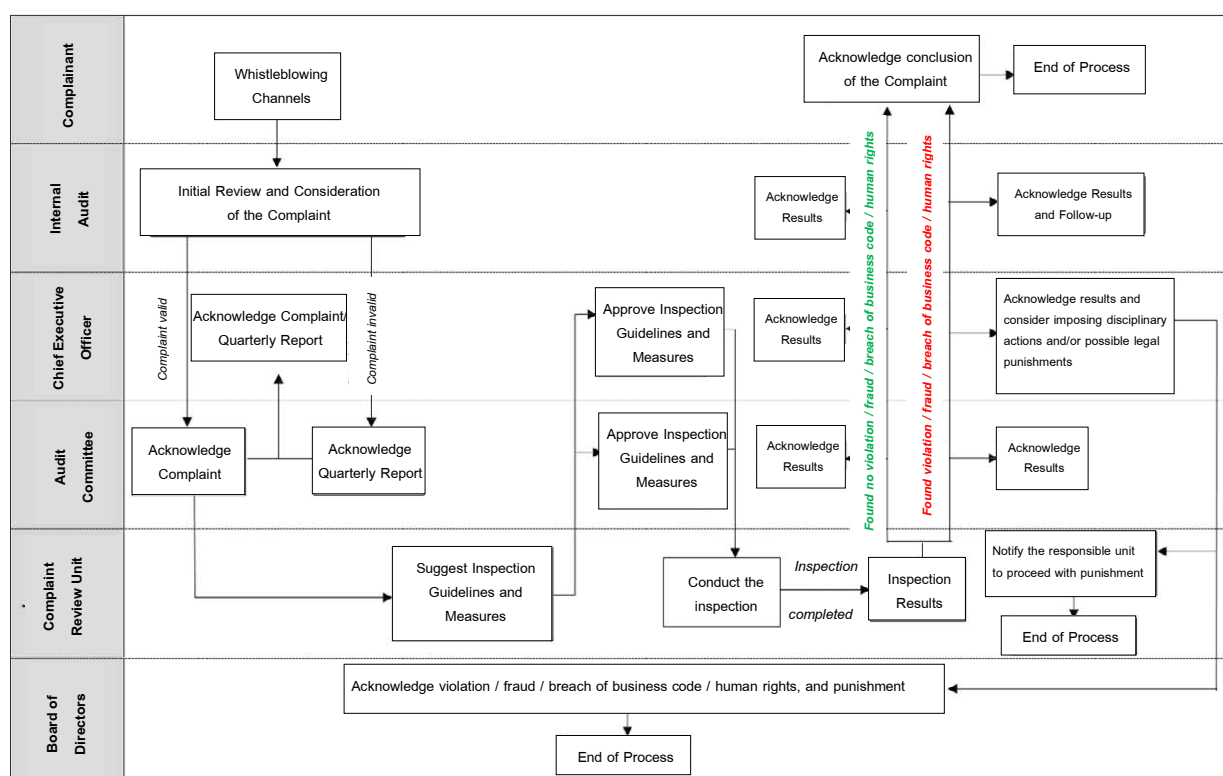 Complainant
Whistleblowing
Channels
Acknowledge conclusion
of the Complaint
End of Process
Internal
Audit
Initial Review and Consideration
of the Complaint
Acknowledge
Results
Acknowledge Results
and Follow-up
Found no violation / fraud / breach of business code / human rights
Found violation / fraud / breach of business code / human rights
Chief Executive
Officer
Complaint valid
Acknowledge Complaint/
Quarterly Report
Complaint invalid
Approve Inspection
Guidelines and
Measures
Acknowledge
Results
Acknowledge results and
consider imposing disciplinary
actions and/or possible legal
punishments
Audit
Committee
Acknowledge
Complaint
Acknowledge
Quarterly Report
Approve Inspection
Guidelines and
Measures
Acknowledge
Results
Acknowledge
Results
Complaint
Review Unit
Suggest Inspection
Guidelines and
Measures
Conduct the
inspection
Inspection
completed
Inspection
Results
Notify the responsible unit
to proceed with punishment
End of Process
Board of
Directors
Acknowledge violation / fraud / breach of business code / human rights, and punishment
End of Process